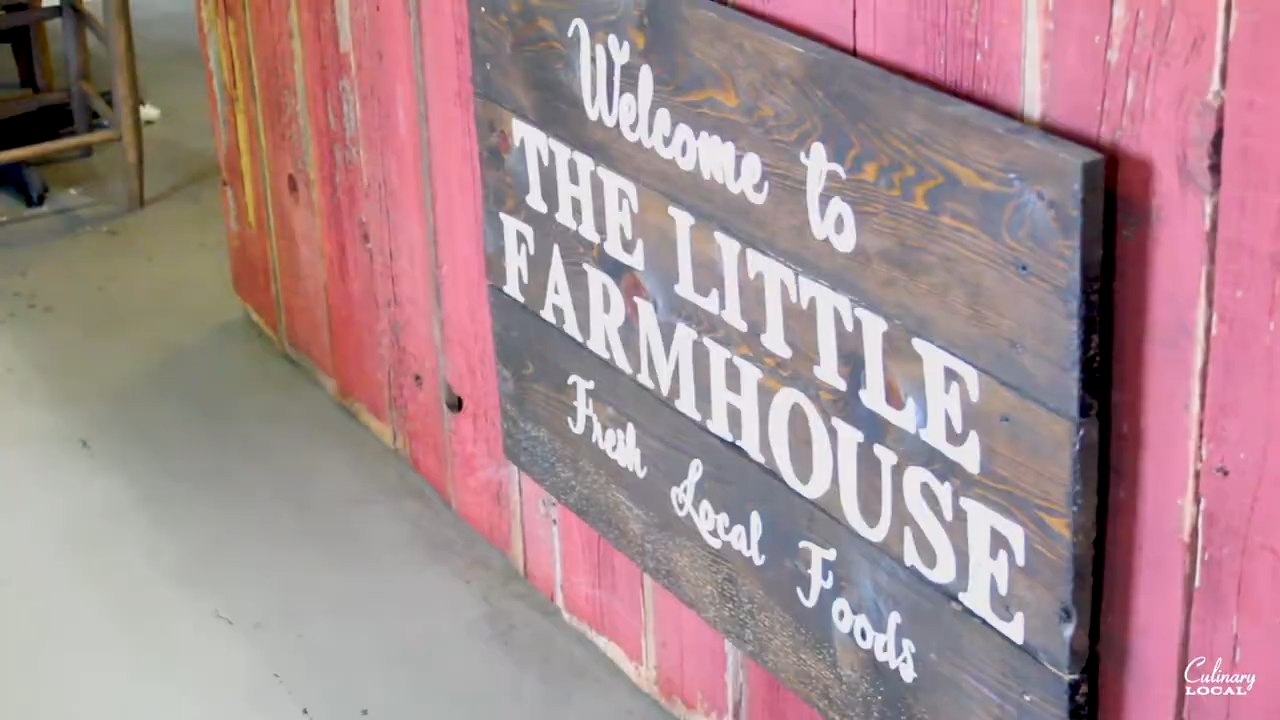 Welcome to
THE LITTLE
FARMHOUSE
Fresh Local Foods
Culinary
LOCAL